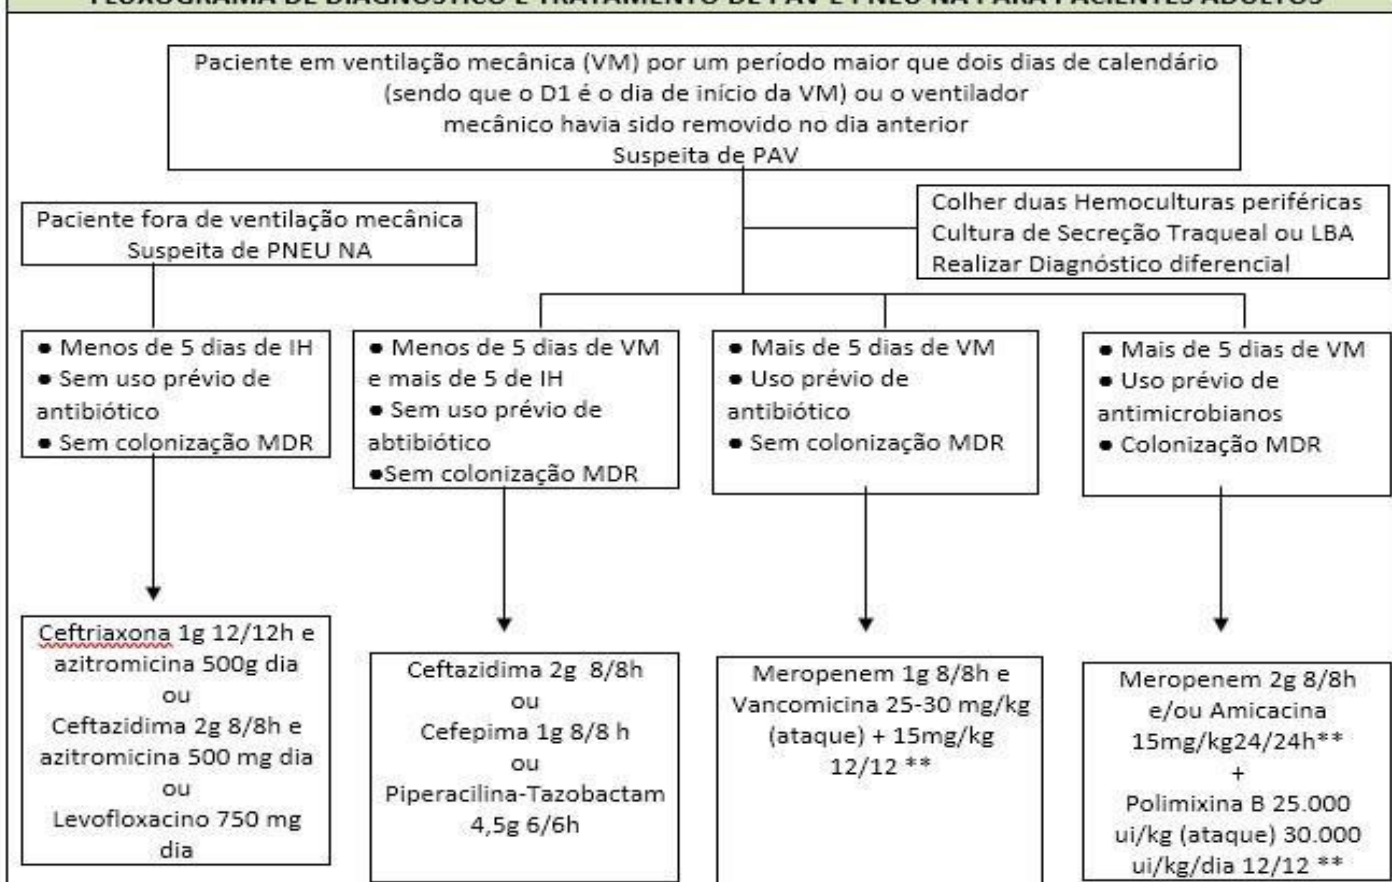 FLUXOGRAMA DE DIAGNÓSTICO E TRATAMENTO DE PAV E PNEU NA PARA PACIENTES ADULTOS
Paciente em ventilação mecânica (VM) por um período maior que dois dias de calendário
(sendo que o D1 é o dia de início da VM) ou o ventilador
mecânico havia sido removido no dia anterior
Suspeita de PAV
Paciente fora de ventilação mecânica
Suspeita de PNEU NA
Colher duas Hemoculturas periféricas
Cultura de Secreção Traqueal ou LBA
Realizar Diagnóstico diferencial
● Menos de 5 dias de IH
● Sem uso prévio de
antibiótico
● Sem colonização MDR
● Menos de 5 dias de VM
e mais de 5 de IH
● Sem uso prévio de
abtibiótico
●Sem colonização MDR
● Mais de 5 dias de VM
● Uso prévio de
antibiótico
● Sem colonização MDR
● Mais de 5 dias de VM
● Uso prévio de
antimicrobianos
● Colonização MDR
Ceftriaxona 1g 12/12h e
azitromicina 500g dia
ou
Ceftazidima 2g 8/8h e
azitromicina 500 mg dia
ou
Levofloxacino 750 mg
dia
Ceftazidima 2g 8/8h
ou
Cefepima 1g 8/8 h
ou
Piperacilina-Tazobactam
4,5g 6/6h
Meropenem 1g 8/8h e
Vancomicina 25-30 mg/kg
(ataque) + 15mg/kg
12/12 **
Meropenem 2g 8/8h
e/ou Amicacina
15mg/kg24/24h**
+
Polimixina B 25.000
ui/kg (ataque) 30.000
ui/kg/dia 12/12 **